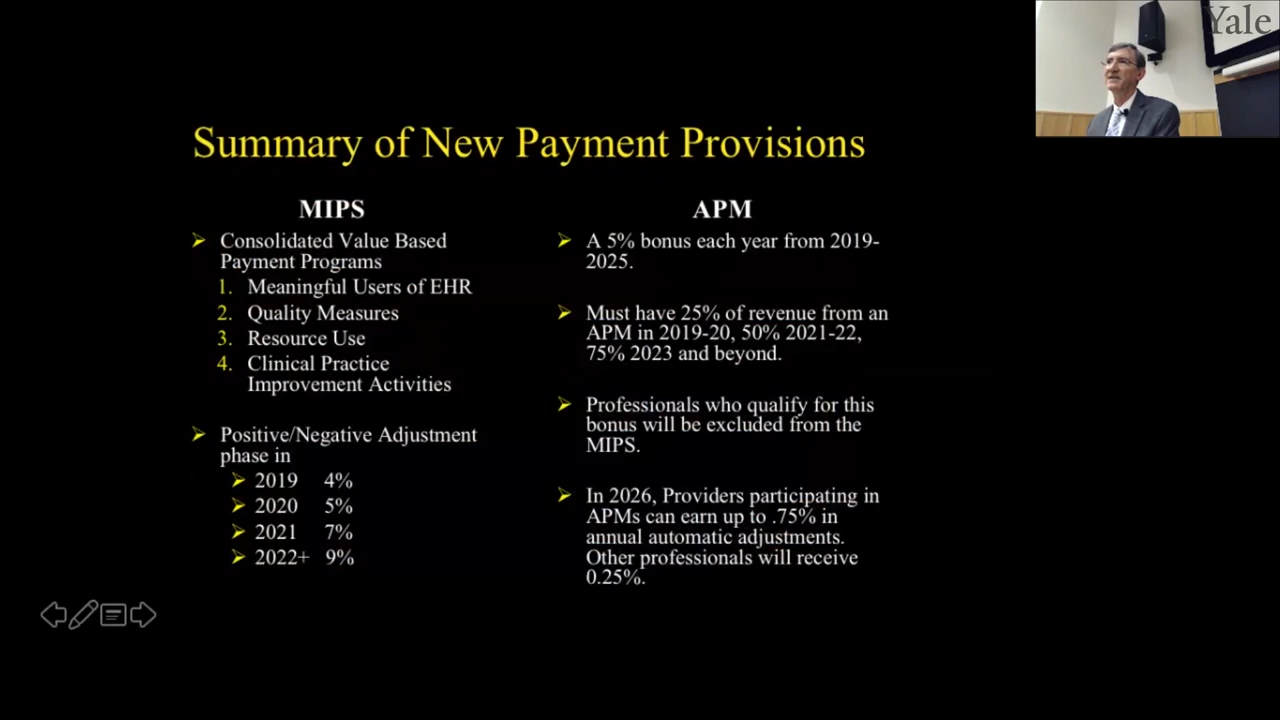 Yale
Summary of New Payment Provisions
MIPS
Consolidated Value Based
Payment Programs
1. Meaningful Users of EHR
2. Quality Measures
3. Resource Use
4. Clinical Practice
Improvement Activities
Positive/Negative Adjustment
phase in
2019 4%
2020 5%
2021 7%
2022+ 9%
APM
A 5% bonus each year from 2019-
2025.
Must have 25% of revenue from an
APM in 2019-20, 50% 2021-22,
75% 2023 and beyond.
Professionals who qualify for this
bonus will be excluded from the
MIPS.
In 2026, Providers participating in
APMs can earn up to .75% in
annual automatic adjustments.
Other professionals will receive
0.25%.